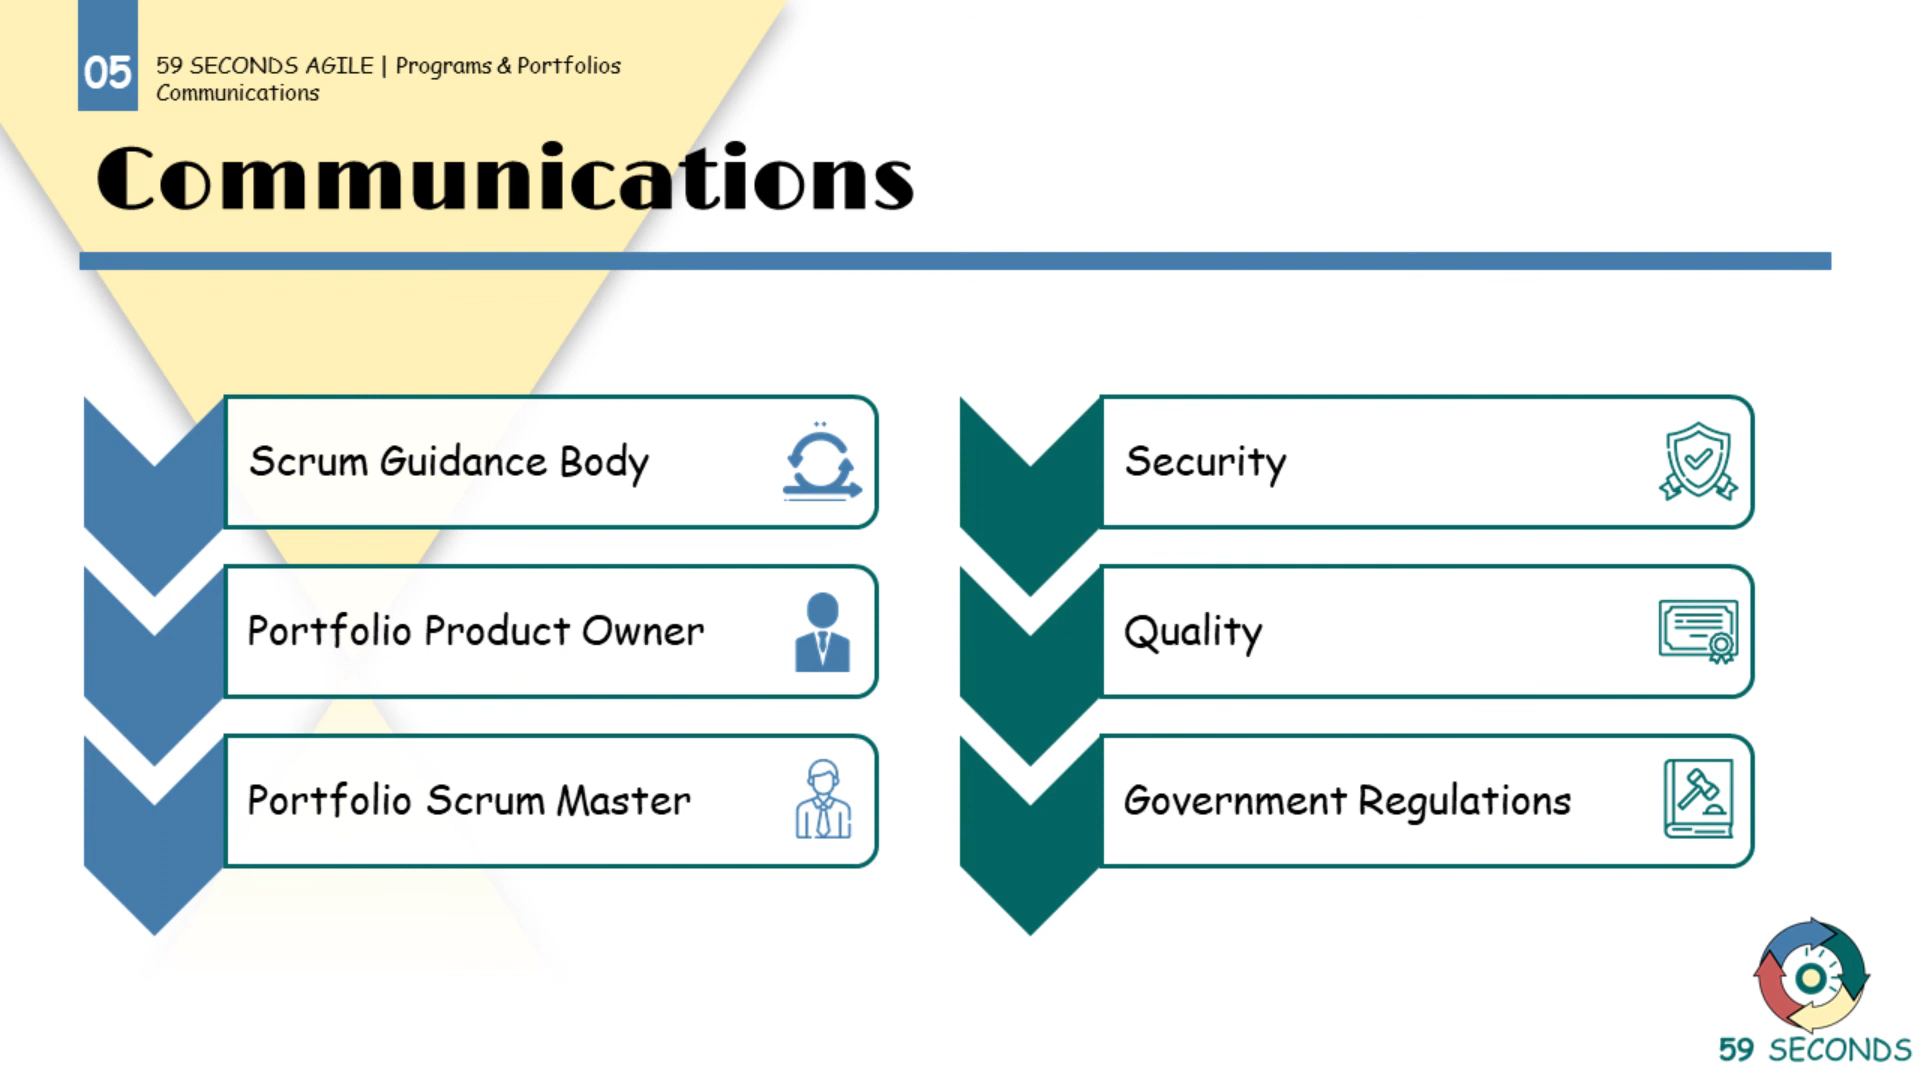 05
59 SECONDS AGILE | Programs & Portfolios
Communications
Communications
Scrum Guidance Body
Portfolio Product Owner
Portfolio Scrum Master
Security
Quality
Government Regulations
59 SECONDS